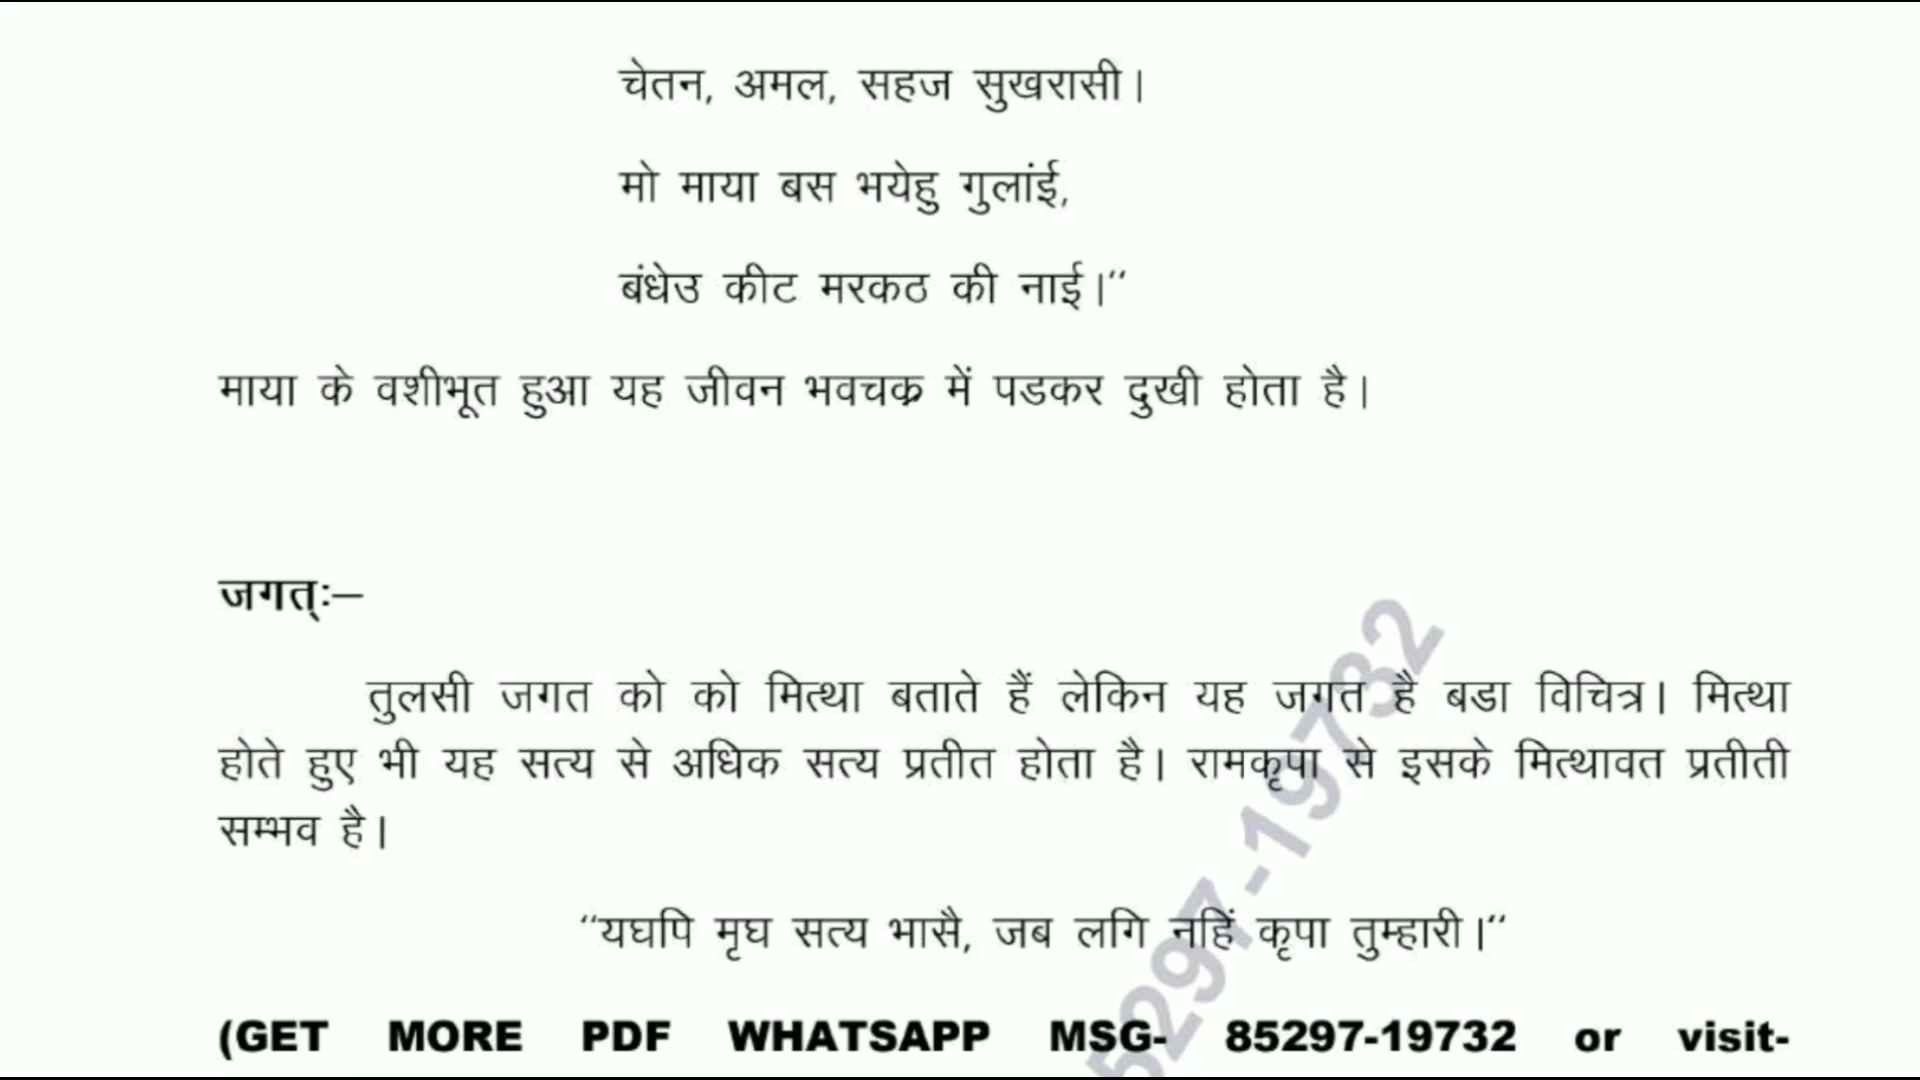 चेतन, अमल, सहज सुखरासी।
मो माया बस भयेहु गुलांई,
बंधेउ कीट मरकठ की नाई।“
माया के वशीभूत हुआ यह जीवन भवचक्र में पडकर दुखी होता है।
जगत्:–
तुलसी जगत को को मित्था बताते हैं लेकिन यह जगत है बडा विचित्र। मित्था
होते हुए भी यह सत्य से अधिक सत्य प्रतीत होता है। रामकृपा से इसके मित्थावत प्रतीती
सम्भव है।
“यघपि मृघ सत्य भासै, जब लगि नहिं कृपा तुम्हारी।“
(GET MORE PDF WHATSAPP MSG- 85297-19732 or visit-
5297-19732